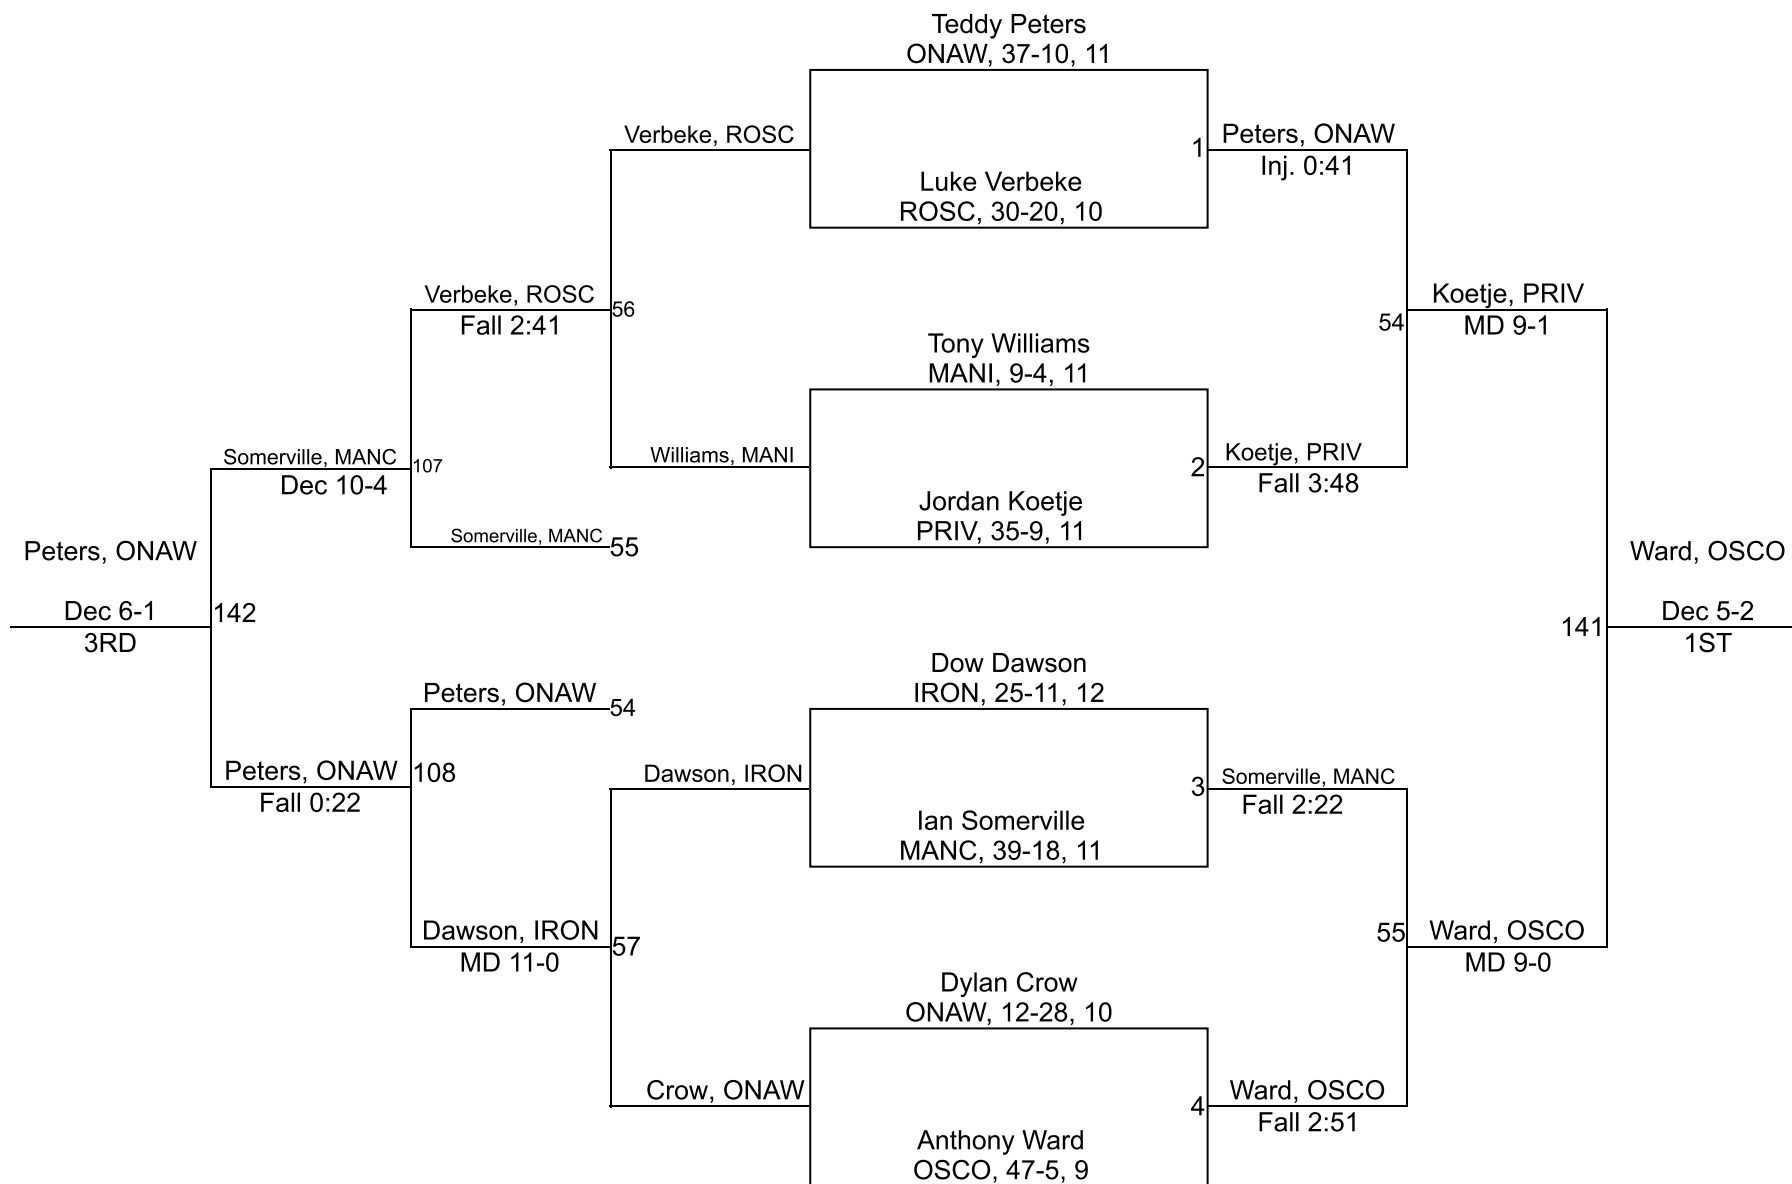 Teddy Peters
ONAW, 37-10, 11
Verbeke, ROSC
1
Peters, ONAW
Inj. 0:41
Luke Verbeke
ROSC, 30-20, 10
Verbeke, ROSC
56
Fall 2:41
54
Koetje, PRIV
MD 9-1
Tony Williams
MANI, 9-4, 11
Somerville, MANC
107
Dec 10-4
Williams, MANI
2
Koetje, PRIV
Fall 3:48
Jordan Koetje
PRIV, 35-9, 11
Somerville, MANC
55
Peters, ONAW
Dec 6-1
3RD
142
Ward, OSCO
141
Dec 5-2
1ST
Dow Dawson
IRON, 25-11, 12
Peters, ONAW
54
Peters, ONAW
108
Fall 0:22
Dawson, IRON
3
Somerville, MANC
Fall 2:22
Ian Somerville
MANC, 39-18, 11
Dawson, IRON
57
MD 11-0
55
Ward, OSCO
MD 9-0
Dylan Crow
ONAW, 12-28, 10
Crow, ONAW
4
Ward, OSCO
Fall 2:51
Anthony Ward
OSCO, 47-5, 9